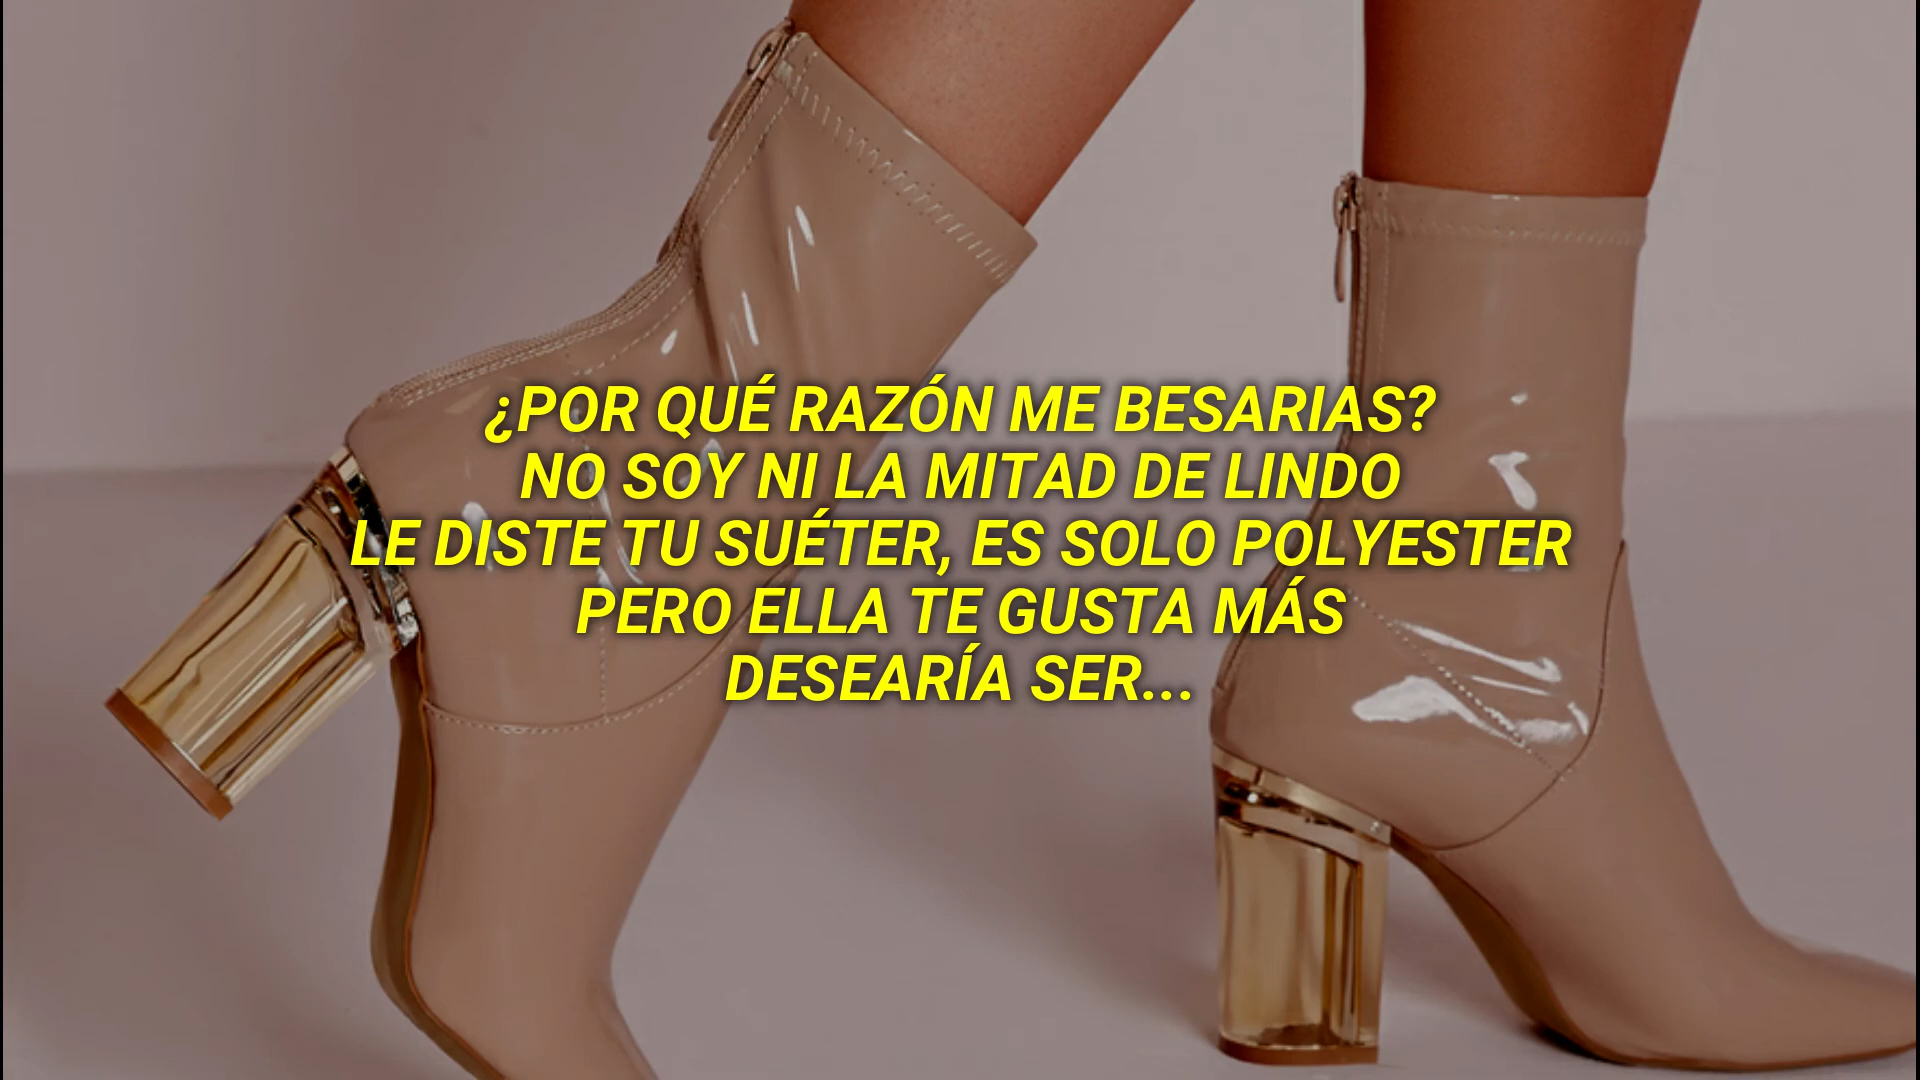 ¿POR QUÉ RAZÓN ME BESARIAS?
NO SOY NI LA MITAD DE LINDO
LE DISTE TU SUÉTER, ES SOLO POLYESTER
PERO ELLA TE GUSTA MÁS
DESEARÍA SER...